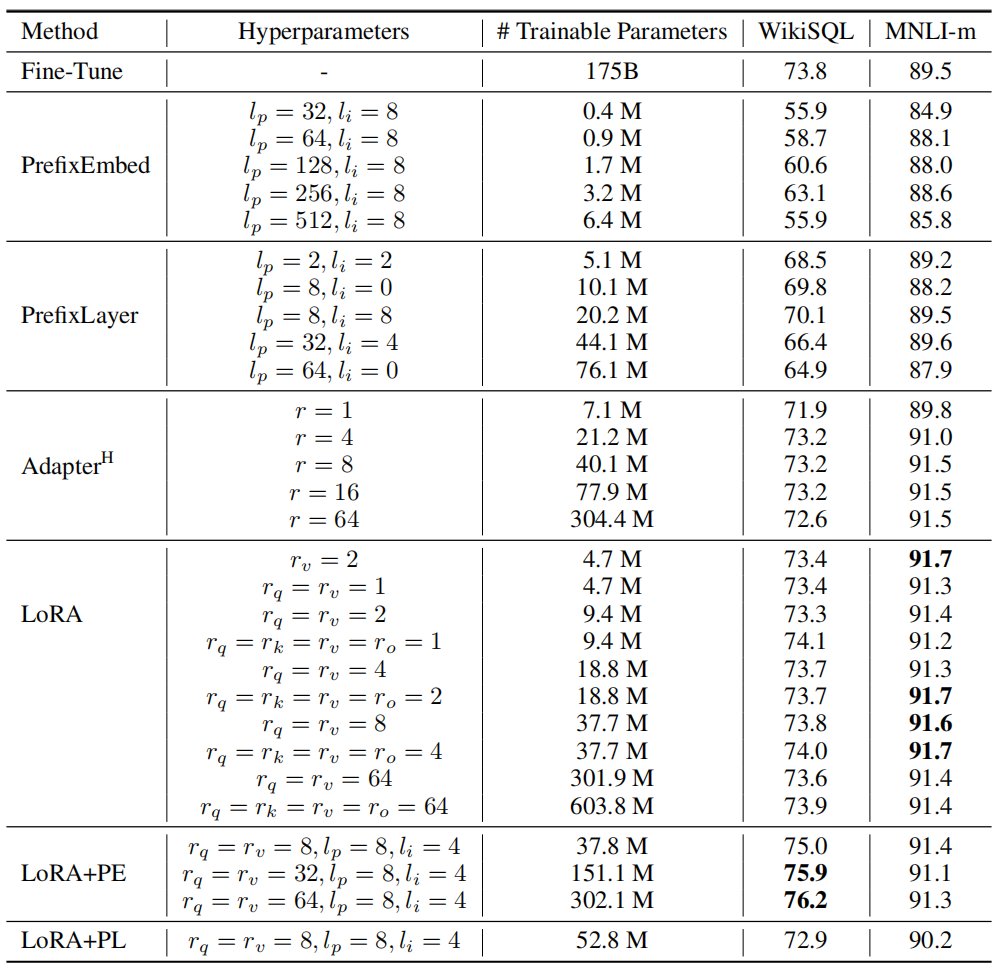 Method Hyperparameters # Trainable Parameters WikiSQL MNLI-m
Fine-Tune - 175B 73.8 89.5
l_p = 32, l_i = 8 0.4 M 55.9 84.9
l_p = 64, l_i = 8 0.9 M 58.7 88.1
PrefixEmbed l_p = 128, l_i = 8 1.7 M 60.6 88.0
l_p = 256, l_i = 8 3.2 M 63.1 88.6
l_p = 512, l_i = 8 6.4 M 55.9 85.8
l_p = 2, l_i = 2 5.1 M 68.5 89.2
l_p = 8, l_i = 0 10.1 M 69.8 88.2
PrefixLayer l_p = 8, l_i = 8 20.2 M 70.1 89.5
l_p = 32, l_i = 4 44.1 M 66.4 89.6
l_p = 64, l_i = 0 76.1 M 64.9 87.9
r = 1 7.1 M 71.9 89.8
r = 4 21.2 M 73.2 91.0
Adapter^H r = 8 40.1 M 73.2 91.5
r = 16 77.9 M 73.2 91.5
r = 64 304.4 M 72.6 91.5
r_v = 2 4.7 M 73.4 91.7
r_q = r_v = 1 4.7 M 73.4 91.3
LoRA r_q = r_v = 2 9.4 M 73.3 91.4
r_q = r_k = r_v = r_o = 1 9.4 M 74.1 91.2
r_q = r_v = 4 18.8 M 73.7 91.3
r_q = r_k = r_v = r_o = 2 18.8 M 73.7 91.7
r_q = r_v = 8 37.7 M 73.8 91.6
r_q = r_k = r_v = r_o = 4 37.7 M 74.0 91.7
r_q = r_v = 64 301.9 M 73.6 91.4
r_q = r_k = r_v = r_o = 64 603.8 M 73.9 91.4
r_q = r_v = 8, l_p = 8, l_i = 4 37.8 M 75.0 91.4
LoRA+PE r_q = r_v = 32, l_p = 8, l_i = 4 151.1 M 75.9 91.1
r_q = r_v = 64, l_p = 8, l_i = 4 302.1 M 76.2 91.3
LoRA+PL r_q = r_v = 8, l_p = 8, l_i = 4 52.8 M 72.9 90.2